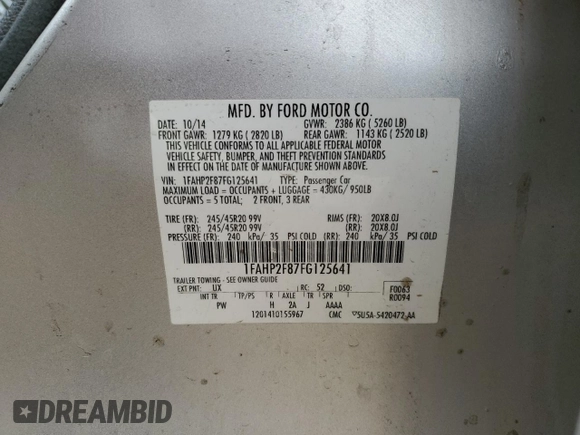 MFD. BY FORD MOTOR CO.
DATE: 10/14 GVWR: 2386 KG ( 5260 LB)
FRONT GAWR: 1279 KG ( 2820 LB) REAR GAWR: 1143 KG ( 2520 LB)
THIS VEHICLE CONFORMS TO ALL APPLICABLE FEDERAL MOTOR
VEHICLE SAFETY, BUMPER, AND THEFT PREVENTION STANDARDS
IN EFFECT ON THE DATE OF MANUFACTURE SHOWN ABOVE.
VIN: 1FAHP2F87FG125641 TYPE: Passenger Car
MAXIMUM LOAD = OCCUPANTS + LUGGAGE = 430KG/ 950LB
OCCUPANTS = 5 TOTAL; 2 FRONT, 3 REAR
TIRE (FR): 245/45R20 99V RIMS (FR): 20X8.0J
(RR): 245/45R20 99V (RR): 20X8.0J
PRESSURE (FR): 240 kPa/ 35 PSI COLD (RR): 240 kPa/ 35 PSI COLD
1FAHP2F87FG125641
TRAILER TOWING - SEE OWNER GUIDE
EXT PNT: UX RC: 52 DSO: F0063
INT TR TP/PS R AXLE TR SPR R0094
PW H 2A J AAAA
1201410155967 CMC 5U5A-5420472-AA
DREAMBID